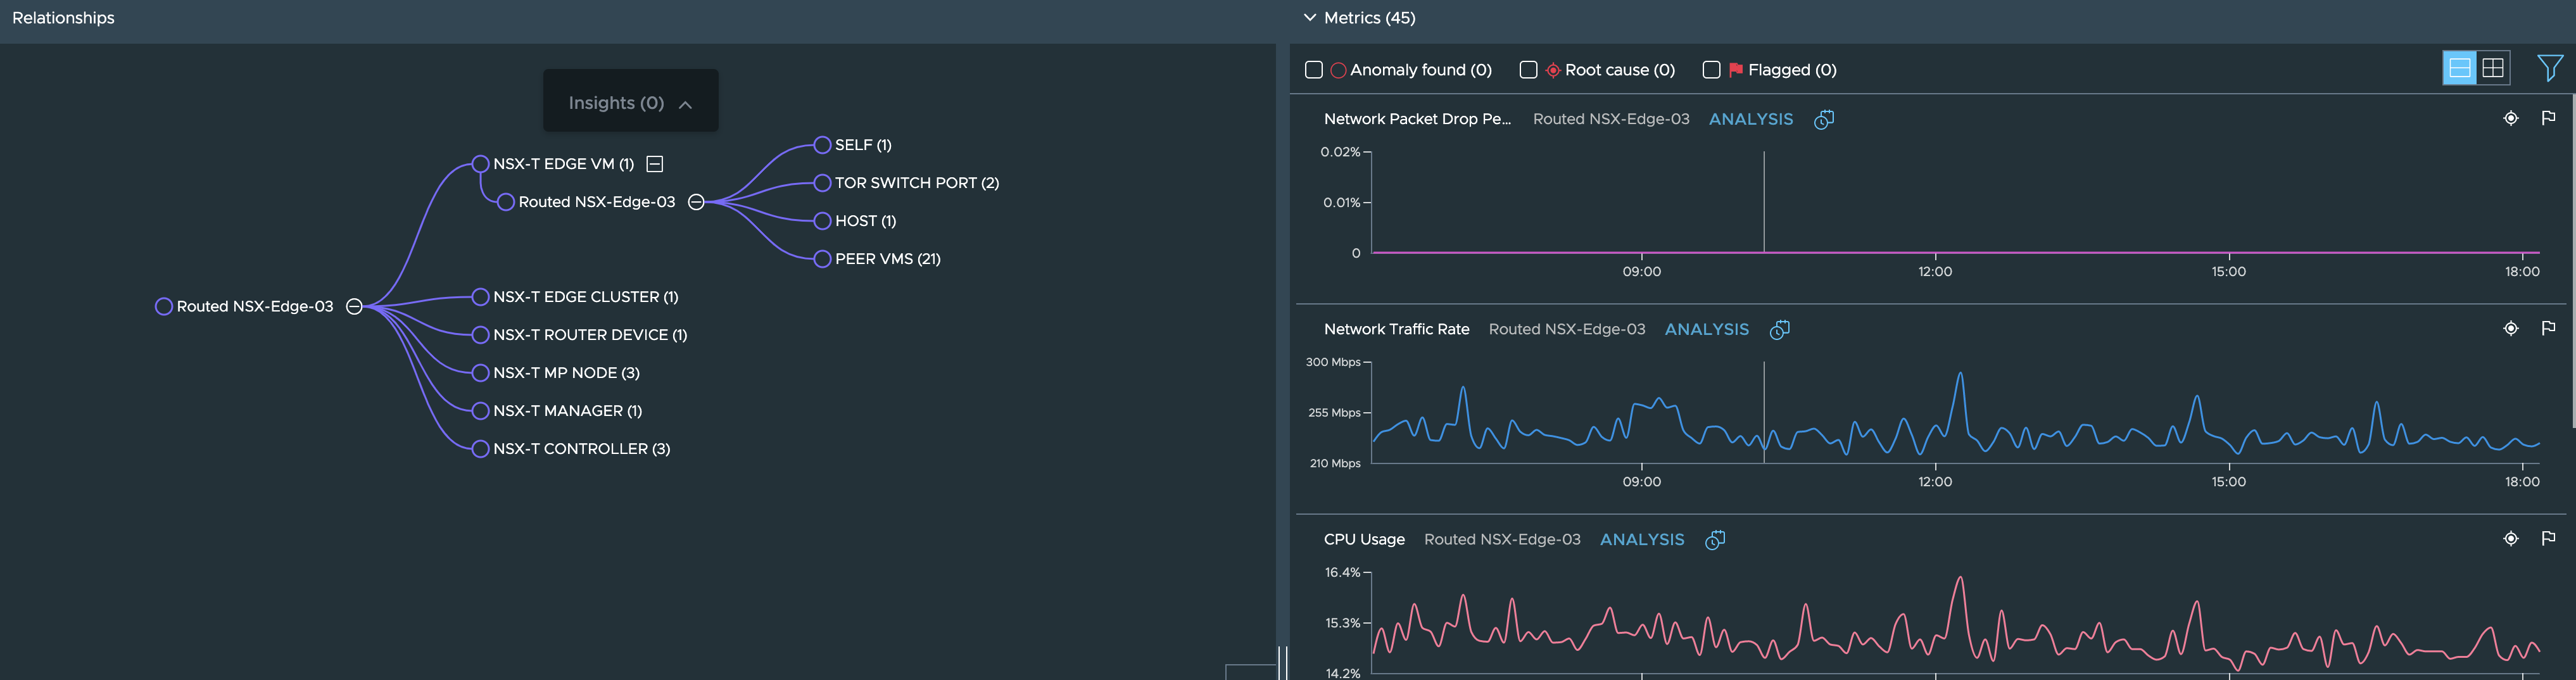 Relationships
Insights (0)
NSX-T EDGE VM (1)
Routed NSX-Edge-03
SELF (1)
TOR SWITCH PORT (2)
HOST (1)
PEER VMS (21)
Routed NSX-Edge-03
NSX-T EDGE CLUSTER (1)
NSX-T ROUTER DEVICE (1)
NSX-T MP NODE (3)
NSX-T MANAGER (1)
NSX-T CONTROLLER (3)
Metrics (45)
Anomaly found (0) Root cause (0) Flagged (0)
Network Packet Drop Pe... Routed NSX-Edge-03 ANALYSIS
0.02%
0.01%
0
09:00 12:00 15:00 18:00
Network Traffic Rate Routed NSX-Edge-03 ANALYSIS
300 Mbps
255 Mbps
210 Mbps
09:00 12:00 15:00 18:00
CPU Usage Routed NSX-Edge-03 ANALYSIS
16.4%
15.3%
14.2%